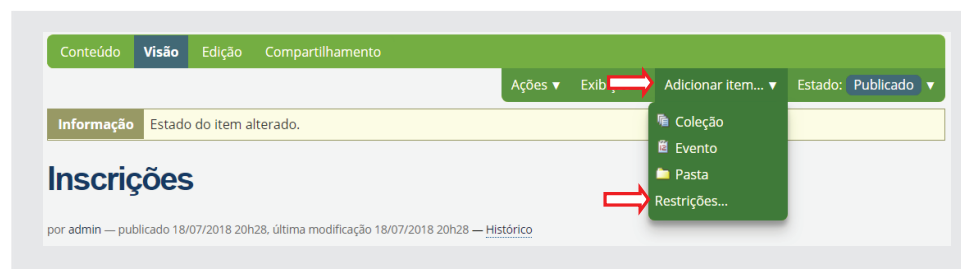 Conteúdo Visão Edição Compartilhamento
Ações ▼ Adicionar item... ▼ Estado: Publicado ▼
Informação Estado do item alterado.
Coleção
Evento
Inscrições
Pasta
Restrições...
por admin — publicado 18/07/2018 20h28, última modificação 18/07/2018 20h28 — Histórico